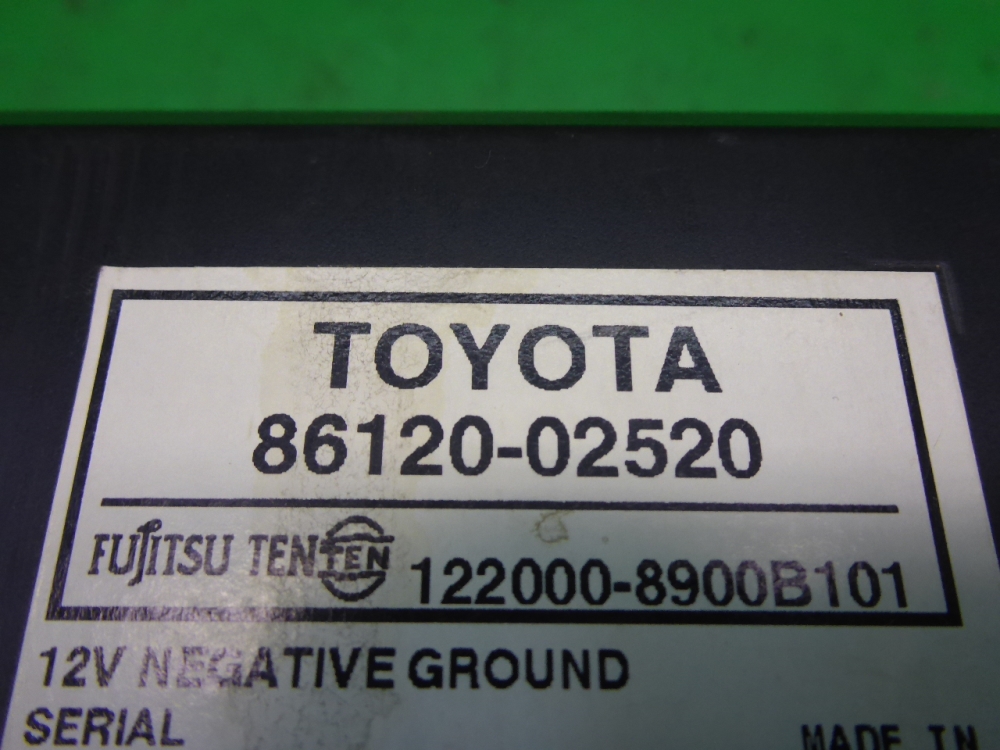 TOYOTA
86120-02520
FUJITSU TEN TEN 122000-8900B101
12V NEGATIVE GROUND
SERIAL MADE IN